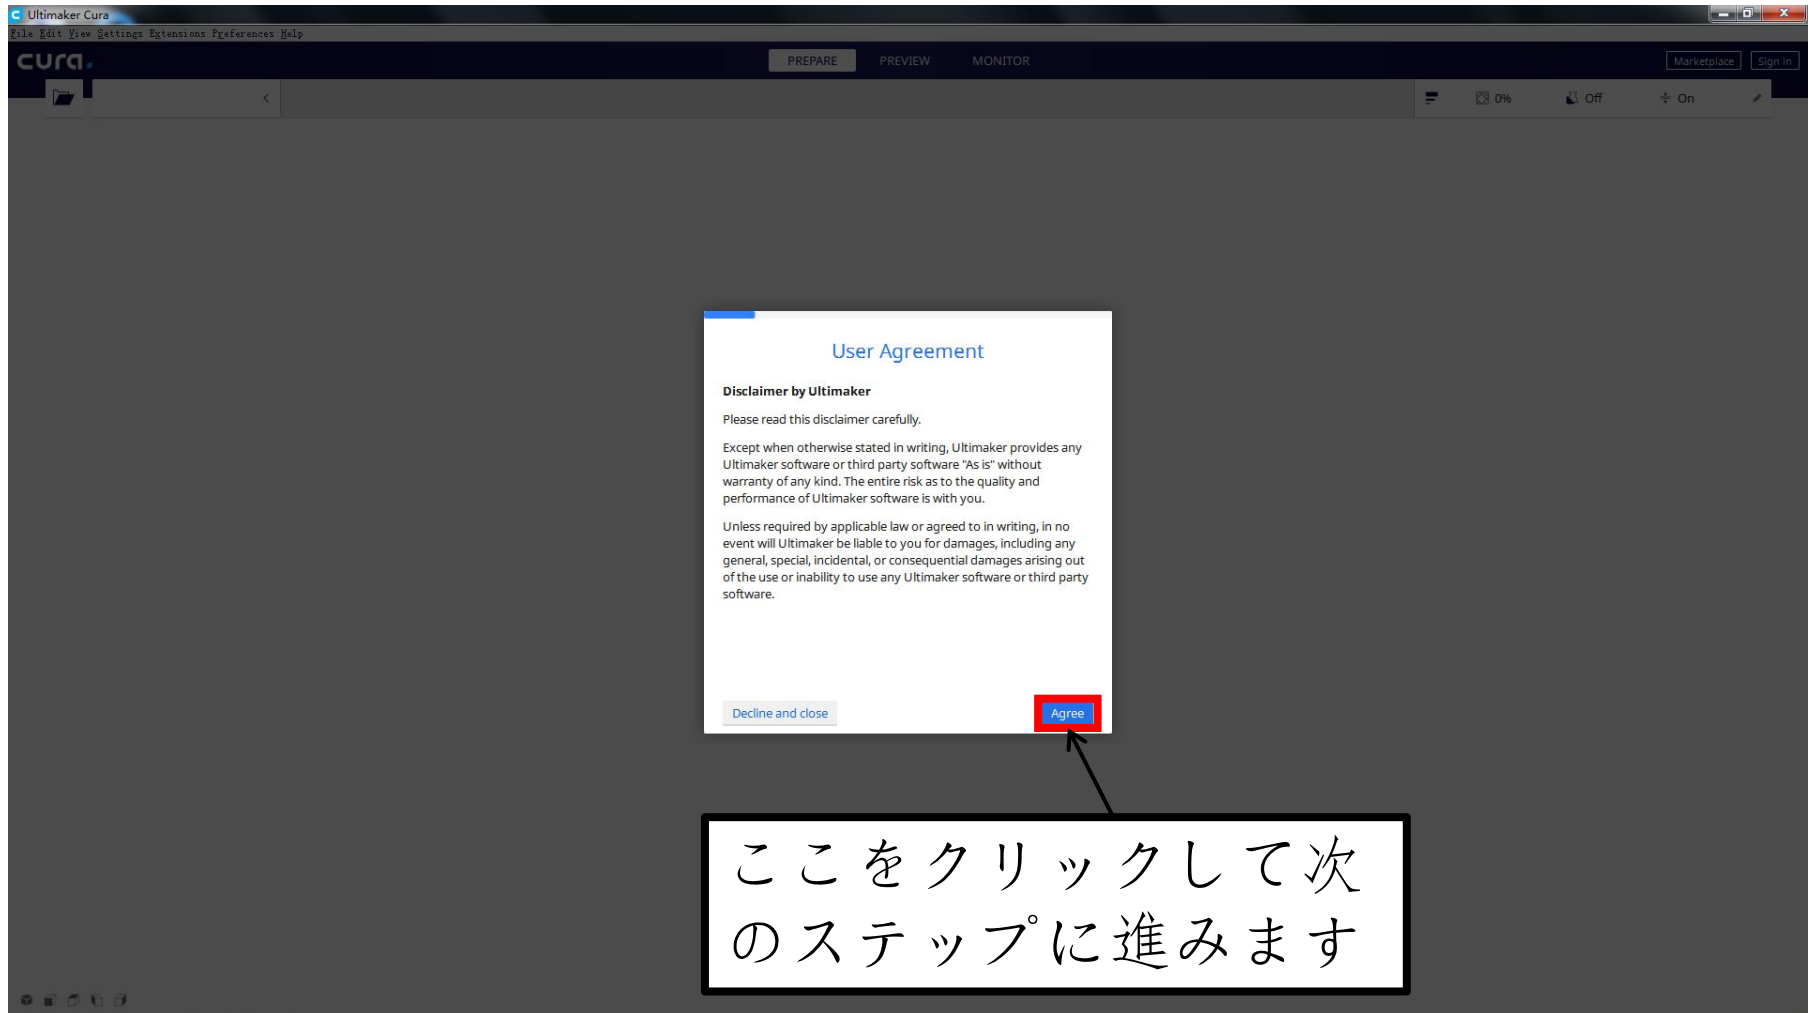 Ultimaker Cura
File Edit View Settings Extensions Preferences Help
cura.
PREPARE PREVIEW MONITOR
Marketplace Sign in
0% Off On
User Agreement
Disclaimer by Ultimaker
Please read this disclaimer carefully.
Except when otherwise stated in writing, Ultimaker provides any
Ultimaker software or third party software "As is" without
warranty of any kind. The entire risk as to the quality and
performance of Ultimaker software is with you.
Unless required by applicable law or agreed to in writing, in no
event will Ultimaker be liable to you for damages, including any
general, special, incidental, or consequential damages arising out
of the use or inability to use any Ultimaker software or third party
software.
Decline and close Agree
ここをクリックして次
のステップに進みます